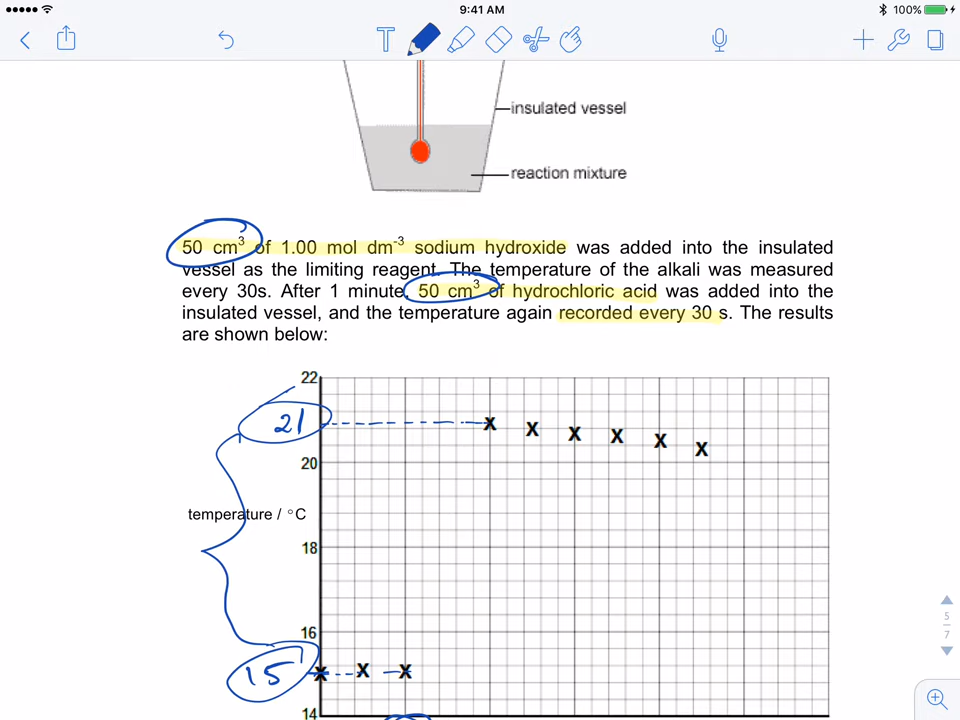 9:41 AM
100%
T
insulated vessel
reaction mixture
50 cm³ of 1.00 mol dm⁻³ sodium hydroxide was added into the insulated
vessel as the limiting reagent. The temperature of the alkali was measured
every 30s. After 1 minute, 50 cm³ of hydrochloric acid was added into the
insulated vessel, and the temperature again recorded every 30 s. The results
are shown below:
22
21
20
temperature / °C
18
16
15
14
5
7